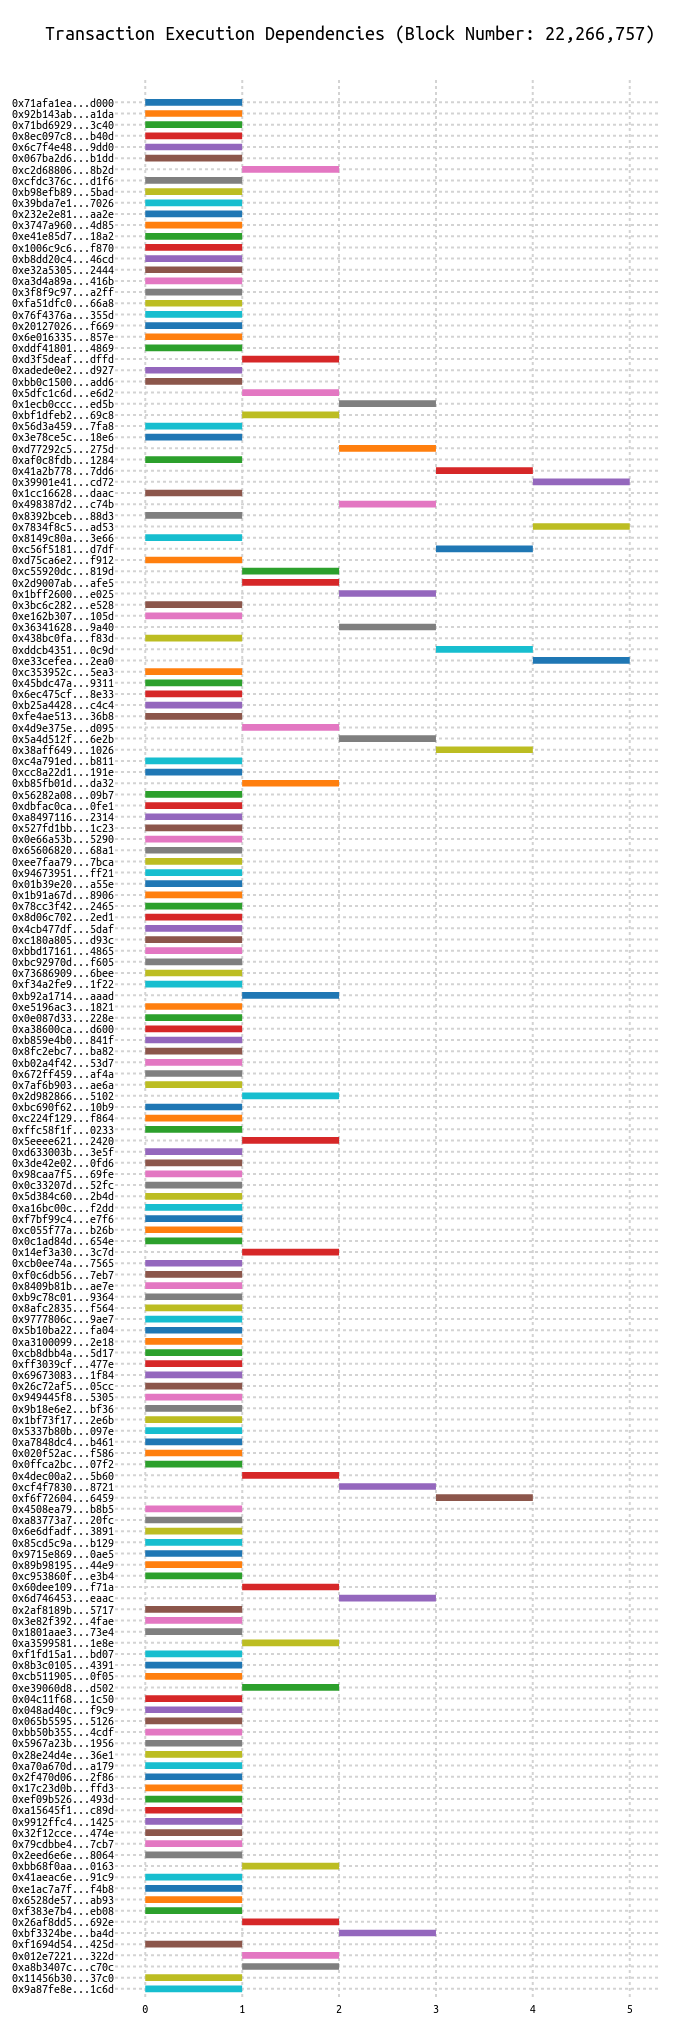 Transaction Execution Dependencies (Block Number: 22,266,757)
0x71afa1ea...d000
0x92b143ab...a1da
0x71bd6929...3c40
0x8ec097c8...b40d
0x6c7f4e48...9dd0
0x067ba2d6...b1dd
0xc2d68806...8b2d
0xcfdc376c...d1f6
0xb98efb89...5bad
0x39bda7e1...7026
0x232e2e81...aa2e
0x3747a960...4d85
0xe41e85d7...18a2
0x1006c9c6...f870
0xb8dd20c4...46cd
0xe32a5305...2444
0xa3d4a89a...416b
0x3f8f9c97...a2ff
0xfa51dfc0...66a8
0x76f4376a...355d
0x20127026...f669
0x6e016335...857e
0xddf41801...4869
0xd3f5deaf...dffd
0xadede0e2...d927
0xbb0c1500...add6
0x5dfc1c6d...e6d2
0x1ecb0ccc...ed5b
0xbf1dfeb2...69c8
0x56d3a459...7fa8
0x3e78ce5c...18e6
0xd77292c5...275d
0xaf0c8fdb...1284
0x41a2b778...7dd6
0x39901e41...cd72
0x1cc16628...daac
0x498387d2...c74b
0x8392bceb...88d3
0x7834f8c5...ad53
0x8149c80a...3e66
0xc56f5181...d7df
0xd75ca6e2...f912
0xc55920dc...819d
0x2d9007ab...afe5
0x1bff2600...e025
0x3bc6c282...e528
0xe162b307...105d
0x36341628...9a40
0x438bc0fa...f83d
0xddcb4351...0c9d
0xe33cefea...2ea0
0xc353952c...5ea3
0x45bdc47a...9311
0x6ec475cf...8e33
0xb25a4428...c4c4
0xfe4ae513...36b8
0x4d9e375e...d095
0x5a4d512f...6e2b
0x38aff649...1026
0xc4a791ed...b811
0xcc8a22d1...191e
0xb85fb01d...da32
0x56282a08...09b7
0xdbfac0ca...0fe1
0xa8497116...2314
0x527fd1bb...1c23
0x0e66a53b...5290
0x65606820...68a1
0xee7faa79...7bca
0x94673951...ff21
0x01b39e20...a55e
0x1b91a67d...8906
0x78cc3f42...2465
0x8d06c702...2ed1
0x4cb477df...5daf
0xc180a805...d93c
0xbbd17161...4865
0xbc92970d...f605
0x73686909...6bee
0xf34a2fe9...1f22
0xb92a1714...aaad
0xe5196ac3...1821
0x0e087d33...228e
0xa38600ca...d600
0xb859e4b0...841f
0x8fc2ebc7...ba82
0xb02a4f42...53d7
0x672ff459...af4a
0x7af6b903...ae6a
0x2d982866...5102
0xbc690f62...10b9
0xc224f129...f864
0xffc58f1f...0233
0x5eeee621...2420
0xd633003b...3e5f
0x3de42e02...0fd6
0x98caa7f5...69fe
0x0c33207d...52fc
0x5d384c60...2b4d
0xa16bc00c...f2dd
0xf7bf99c4...e7f6
0xc055f77a...b26b
0x0c1ad84d...654e
0x14ef3a30...3c7d
0xcb0ee74a...7565
0xf0c6db56...7eb7
0x8409b81b...ae7e
0xb9c78c01...9364
0x8afc2835...f564
0x9777806c...9ae7
0x5b10ba22...fa04
0xa3100099...2e18
0xcb8dbb4a...5d17
0xff3039cf...477e
0x69673083...1f84
0x26c72af5...05cc
0x949445f8...5305
0x9b18e6e2...bf36
0x1bf73f17...2e6b
0x5337b80b...097e
0xa7848dc4...b461
0x020f52ac...f586
0x0ffca2bc...07f2
0x4dec00a2...5b60
0xcf4f7830...8721
0xf6f72604...6459
0x4508ea79...b8b5
0xa83773a7...20fc
0x6e6dfadf...3891
0x85cd5c9a...b129
0x9715e869...0ae5
0x89b98195...44e9
0xc953860f...e3b4
0x60dee109...f71a
0x6d746453...eaac
0x2af8189b...5717
0x3e82f392...4fae
0x1801aae3...73e4
0xa3599581...1e8e
0xf1fd15a1...bd07
0x8b3c0105...4391
0xcb511905...0f05
0xe39060d8...d502
0x04c11f68...1c50
0x048ad40c...f9c9
0x065b5595...5126
0xbb50b355...4cdf
0x5967a23b...1956
0x28e24d4e...36e1
0xa70a670d...a179
0x2f470d06...2f86
0x17c23d0b...ffd3
0xef09b526...493d
0xa15645f1...c89d
0x9912ffc4...1425
0x32f12cce...474e
0x79cdbbe4...7cb7
0x2eed6e6e...8064
0xbb68f0aa...0163
0x41aeac6e...91c9
0xe1ac7a7f...f4b8
0x6528de57...ab93
0xf383e7b4...eb08
0x26af8dd5...692e
0xbf3324be...ba4d
0xf1694d54...425d
0x012e7221...322d
0xa8b3407c...c70c
0x11456b30...37c0
0x9a87fe8e...1c6d
0 1 2 3 4 5